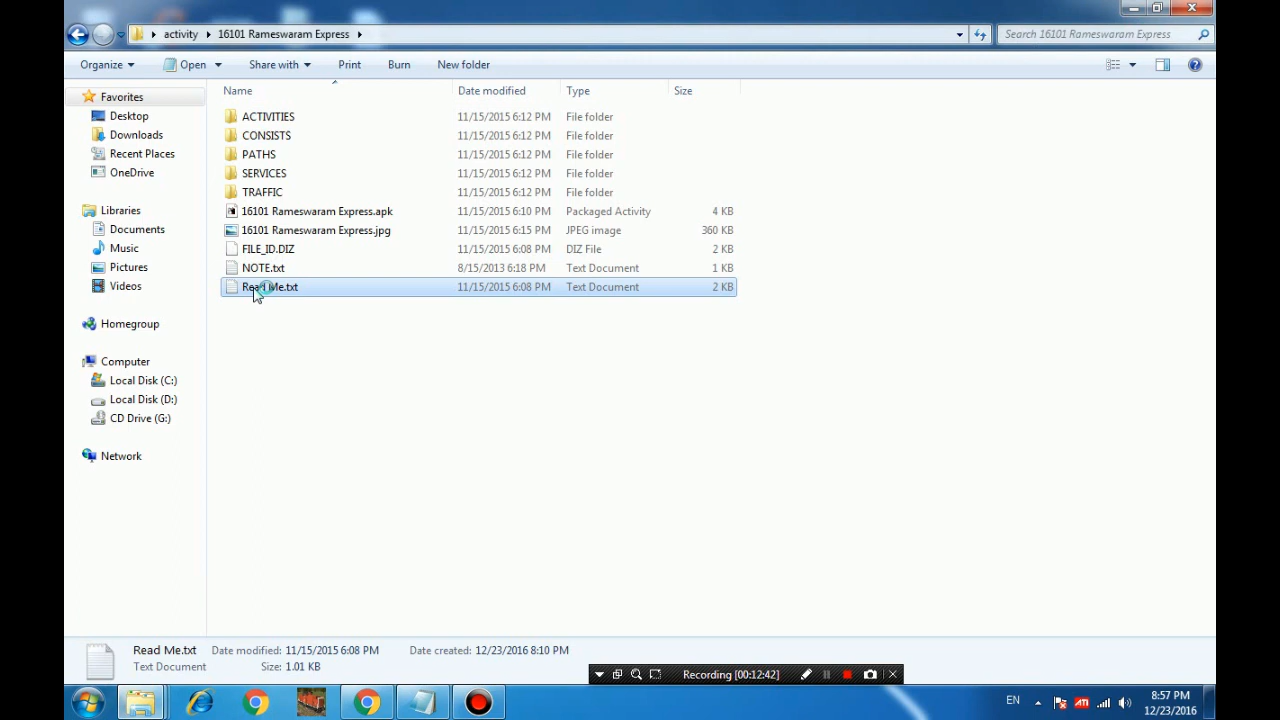 activity 16101 Rameswaram Express Search 16101 Rameswaram Express
Organize Open Share with Print Burn New folder
Name Date modified Type Size
Favorites
Desktop
Downloads
Recent Places
OneDrive
Libraries
Documents
Music
Pictures
Videos
Homegroup
Computer
Local Disk (C:)
Local Disk (D:)
CD Drive (G:)
Network
ACTIVITIES 11/15/2015 6:12 PM File folder
CONSISTS 11/15/2015 6:12 PM File folder
PATHS 11/15/2015 6:12 PM File folder
SERVICES 11/15/2015 6:12 PM File folder
TRAFFIC 11/15/2015 6:12 PM File folder
16101 Rameswaram Express.apk 11/15/2015 6:10 PM Packaged Activity 4 KB
16101 Rameswaram Express.jpg 11/15/2015 6:15 PM JPEG image 360 KB
FILE_ID.DIZ 11/15/2015 6:08 PM DIZ File 2 KB
NOTE.txt 8/15/2013 6:18 PM Text Document 1 KB
Read Me.txt 11/15/2015 6:08 PM Text Document 2 KB
Read Me.txt Date modified: 11/15/2015 6:08 PM Date created: 12/23/2016 8:10 PM
Text Document Size: 1.01 KB
Recording [00:12:42]
EN ATI 8:57 PM
12/23/2016